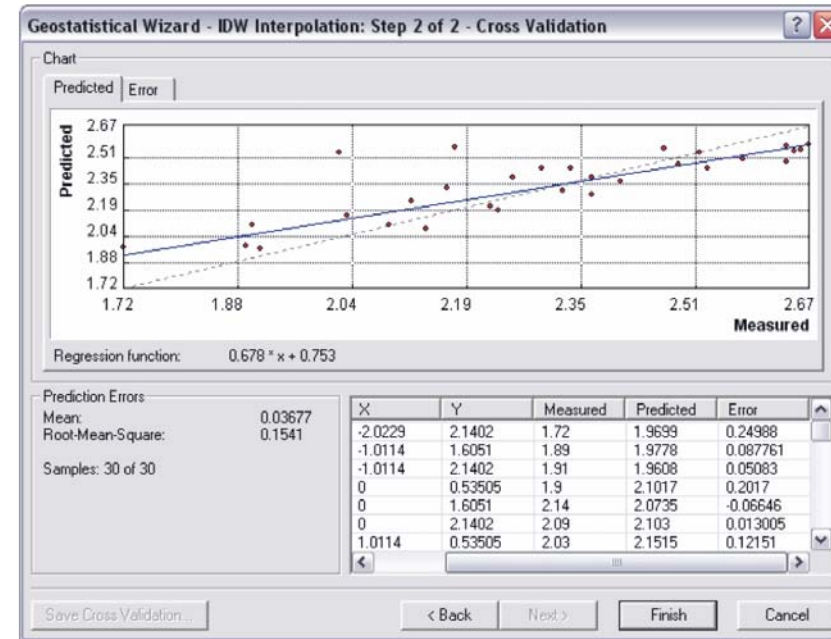 Geostatistical Wizard - IDW Interpolation: Step 2 of 2 - Cross Validation
Chart
Predicted Error
Predicted
2.67
2.51
2.35
2.19
2.04
1.88
1.72
1.72 1.88 2.04 2.19 2.35 2.51 2.67
Measured
Regression function: 0.678 * x + 0.753
Prediction Errors
Mean: 0.03677
Root-Mean-Square: 0.1541
Samples: 30 of 30
X Y Measured Predicted Error
-2.0229 2.1402 1.72 1.9699 0.24988
-1.0114 1.6051 1.89 1.9778 0.087761
-1.0114 2.1402 1.91 1.9608 0.05083
0 0.53505 1.9 2.1017 0.2017
0 1.6051 2.14 2.0735 -0.06646
0 2.1402 2.09 2.103 0.013005
1.0114 0.53505 2.03 2.1515 0.12151
Save Cross Validation... < Back Next > Finish Cancel